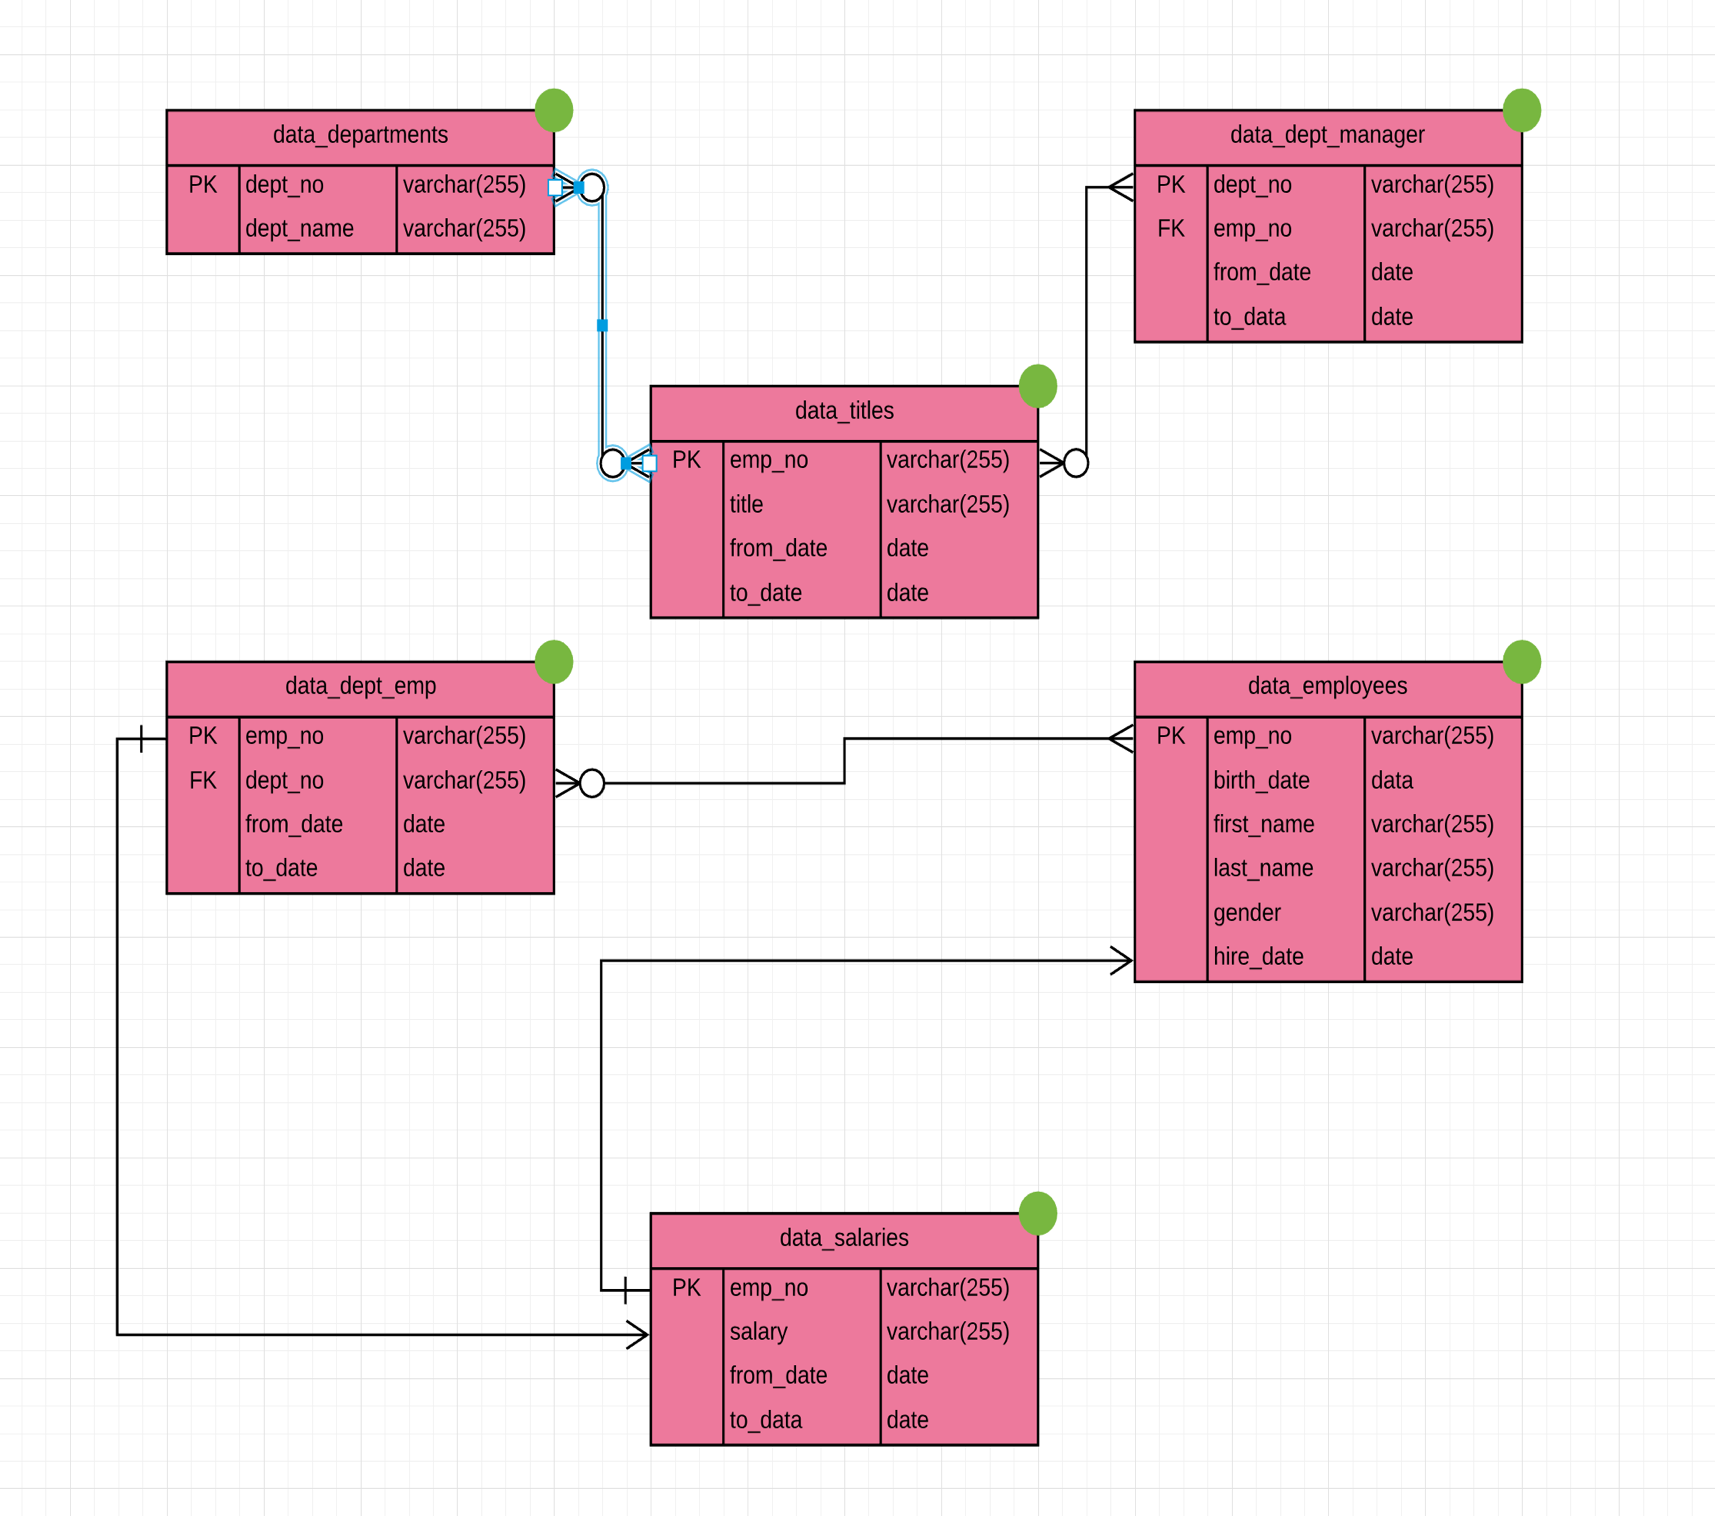 data_departments
PK dept_no varchar(255)
dept_name varchar(255)
data_dept_manager
PK dept_no varchar(255)
FK emp_no varchar(255)
from_date date
to_data date
data_titles
PK emp_no varchar(255)
title varchar(255)
from_date date
to_date date
data_dept_emp
PK emp_no varchar(255)
FK dept_no varchar(255)
from_date date
to_date date
data_employees
PK emp_no varchar(255)
birth_date data
first_name varchar(255)
last_name varchar(255)
gender varchar(255)
hire_date date
data_salaries
PK emp_no varchar(255)
salary varchar(255)
from_date date
to_data date